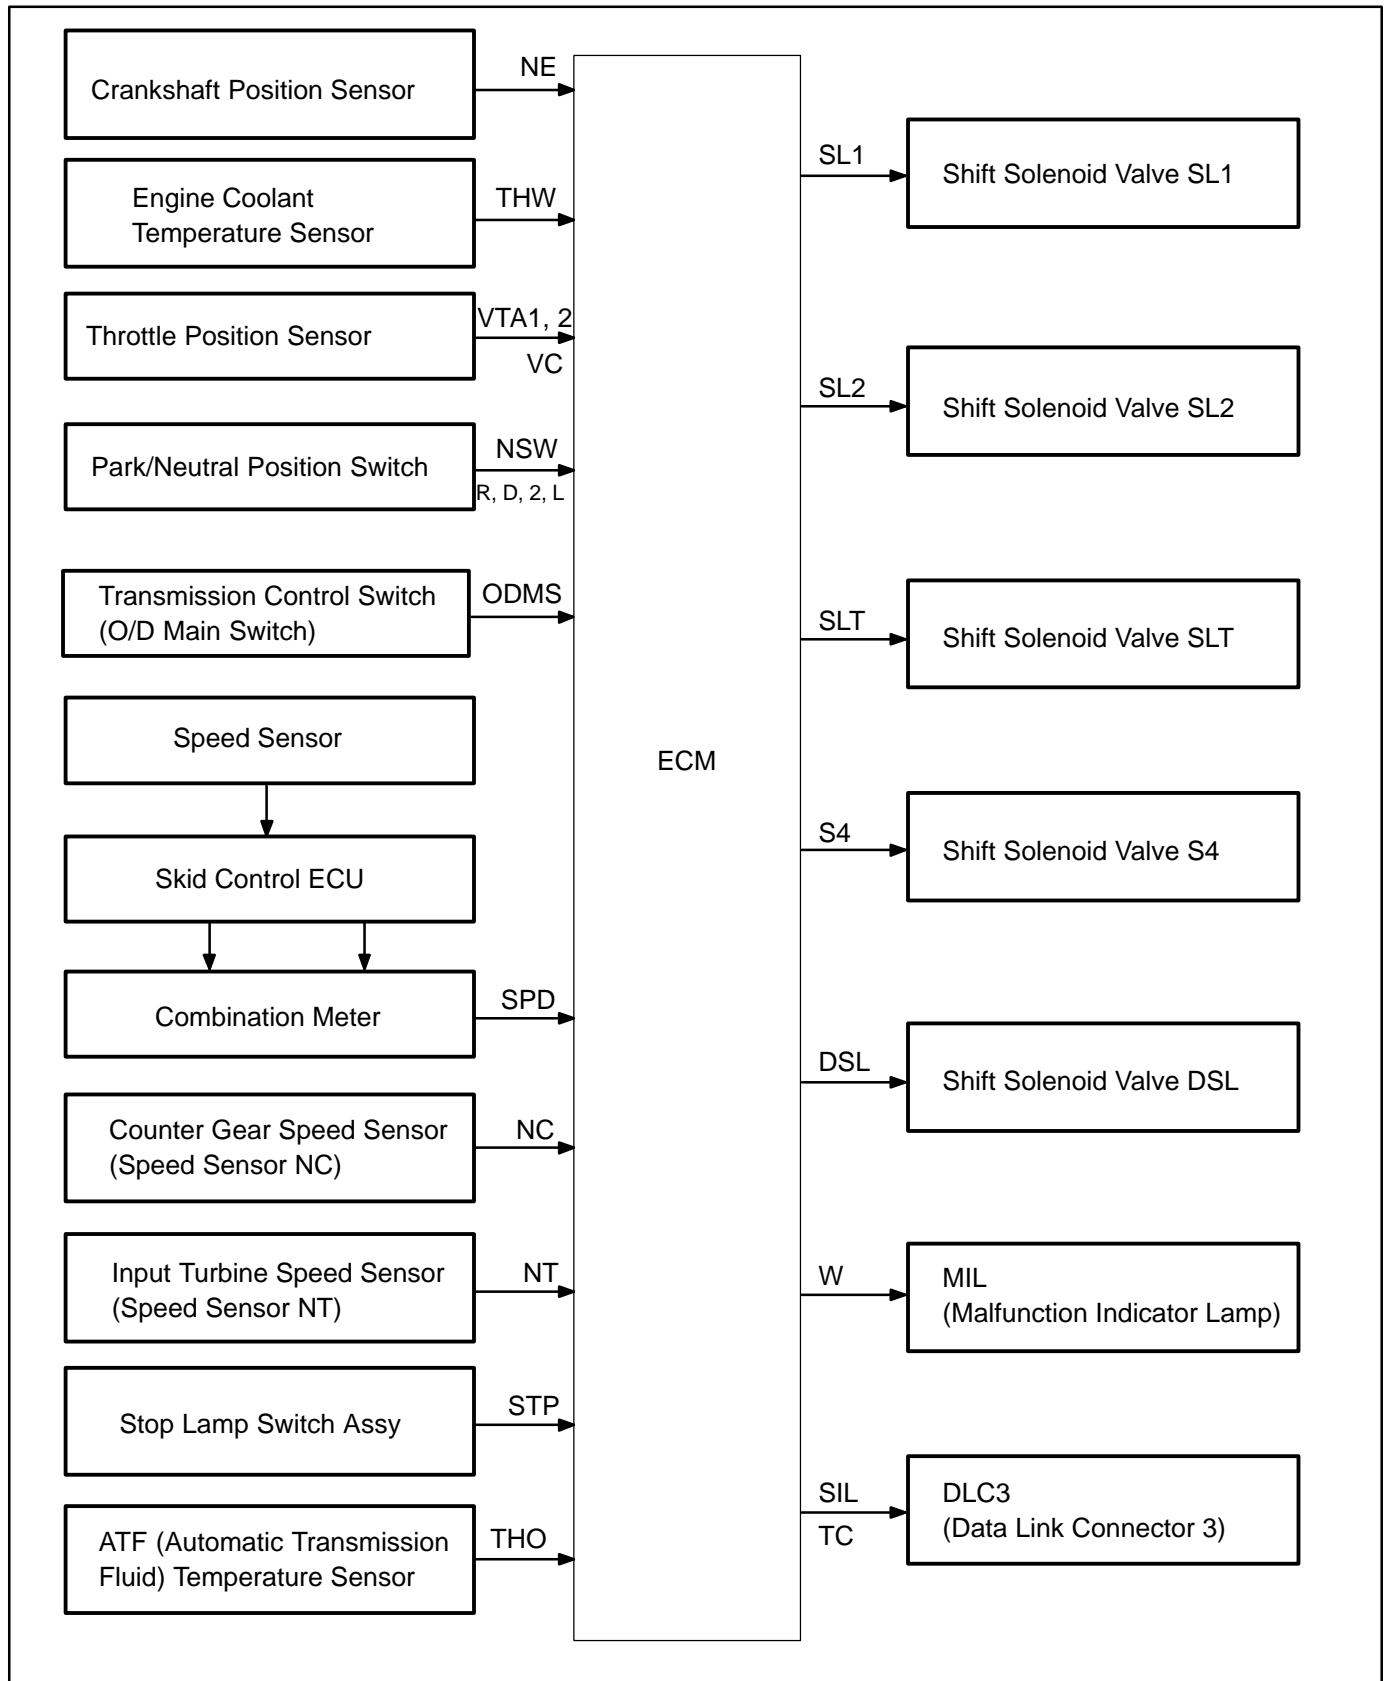 Crankshaft Position Sensor
NE
Engine Coolant
Temperature Sensor
THW
Throttle Position Sensor
VTA1, 2
VC
Park/Neutral Position Switch
NSW
R, D, 2, L
Transmission Control Switch
(O/D Main Switch)
ODMS
Speed Sensor
Skid Control ECU
Combination Meter
SPD
Counter Gear Speed Sensor
(Speed Sensor NC)
NC
Input Turbine Speed Sensor
(Speed Sensor NT)
NT
Stop Lamp Switch Assy
STP
ATF (Automatic Transmission
Fluid) Temperature Sensor
THO
ECM
SL1
Shift Solenoid Valve SL1
SL2
Shift Solenoid Valve SL2
SLT
Shift Solenoid Valve SLT
S4
Shift Solenoid Valve S4
DSL
Shift Solenoid Valve DSL
W
MIL
(Malfunction Indicator Lamp)
SIL
TC
DLC3
(Data Link Connector 3)